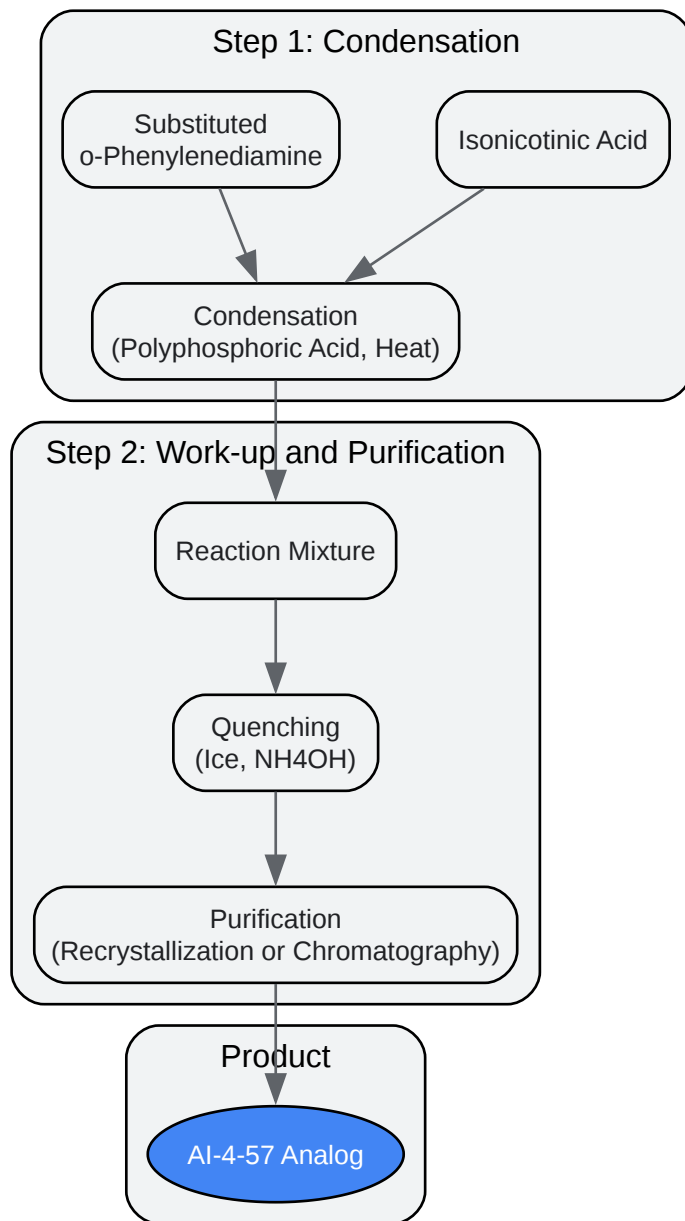 Step 1: Condensation
Substituted
o-Phenylenediamine
Isonicotinic Acid
Condensation
(Polyphosphoric Acid, Heat)
Step 2: Work-up and Purification
Reaction Mixture
Quenching
(Ice, NH4OH)
Purification
(Recrystallization or Chromatography)
Product
AI-4-57 Analog